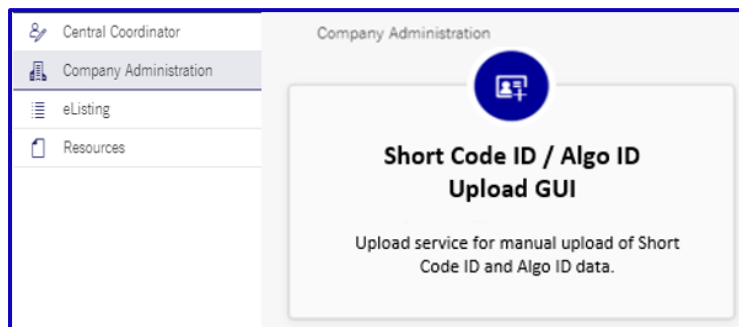 Central Coordinator
Company Administration
eListing
Resources
Company Administration
Short Code ID / Algo ID
Upload GUI
Upload service for manual upload of Short
Code ID and Algo ID data.